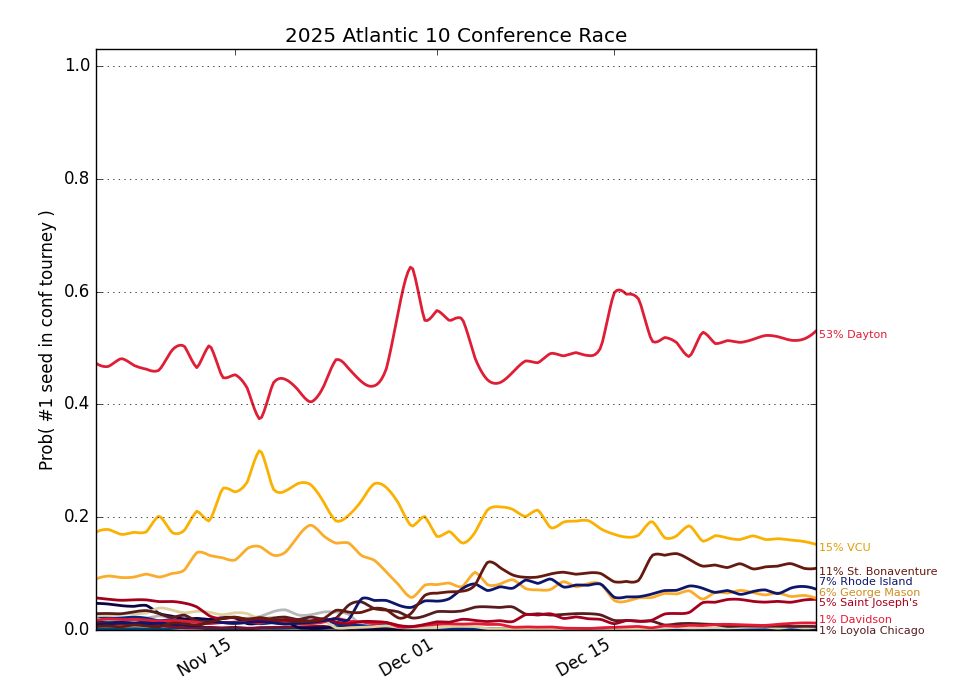 2025 Atlantic 10 Conference Race
Prob( #1 seed in conf tourney )
1.0
0.8
0.6
0.4
0.2
0.0
Nov 15
Dec 01
Dec 15
53% Dayton
15% VCU
11% St. Bonaventure
7% Rhode Island
6% George Mason
5% Saint Joseph's
1% Davidson
1% Loyola Chicago